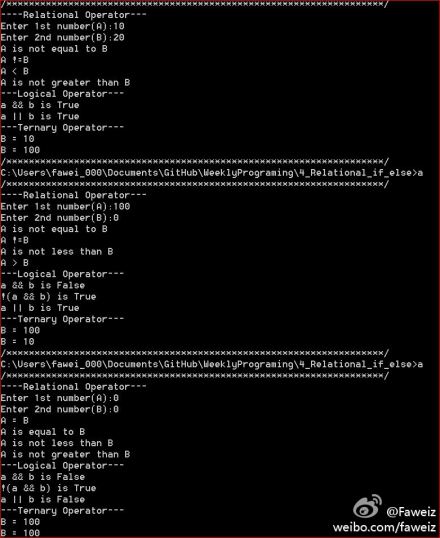 /***************************************************************/
----Relational Operator---
Enter 1st number(A):10
Enter 2nd number(B):20
A is not equal to B
A !=B
A < B
A is not greater than B
---Logical Operator---
a && b is True
a || b is True
---Ternary Operator---
B = 10
B = 100
/***************************************************************/
C:\Users\fawei_000\Documents\GitHub\WeeklyPrograming\4_Relational_if_else>a
/***************************************************************/
----Relational Operator---
Enter 1st number(A):100
Enter 2nd number(B):0
A is not equal to B
A !=B
A is not less than B
A > B
---Logical Operator---
a && b is False
!(a && b) is True
a || b is True
---Ternary Operator---
B = 100
B = 10
/***************************************************************/
C:\Users\fawei_000\Documents\GitHub\WeeklyPrograming\4_Relational_if_else>a
/***************************************************************/
----Relational Operator---
Enter 1st number(A):0
Enter 2nd number(B):0
A = B
A is equal to B
A is not less than B
A is not greater than B
---Logical Operator---
a && b is False
!(a && b) is True
a || b is False
---Ternary Operator---
B = 100
B = 100
@Faweiz
weibo.com/faweiz